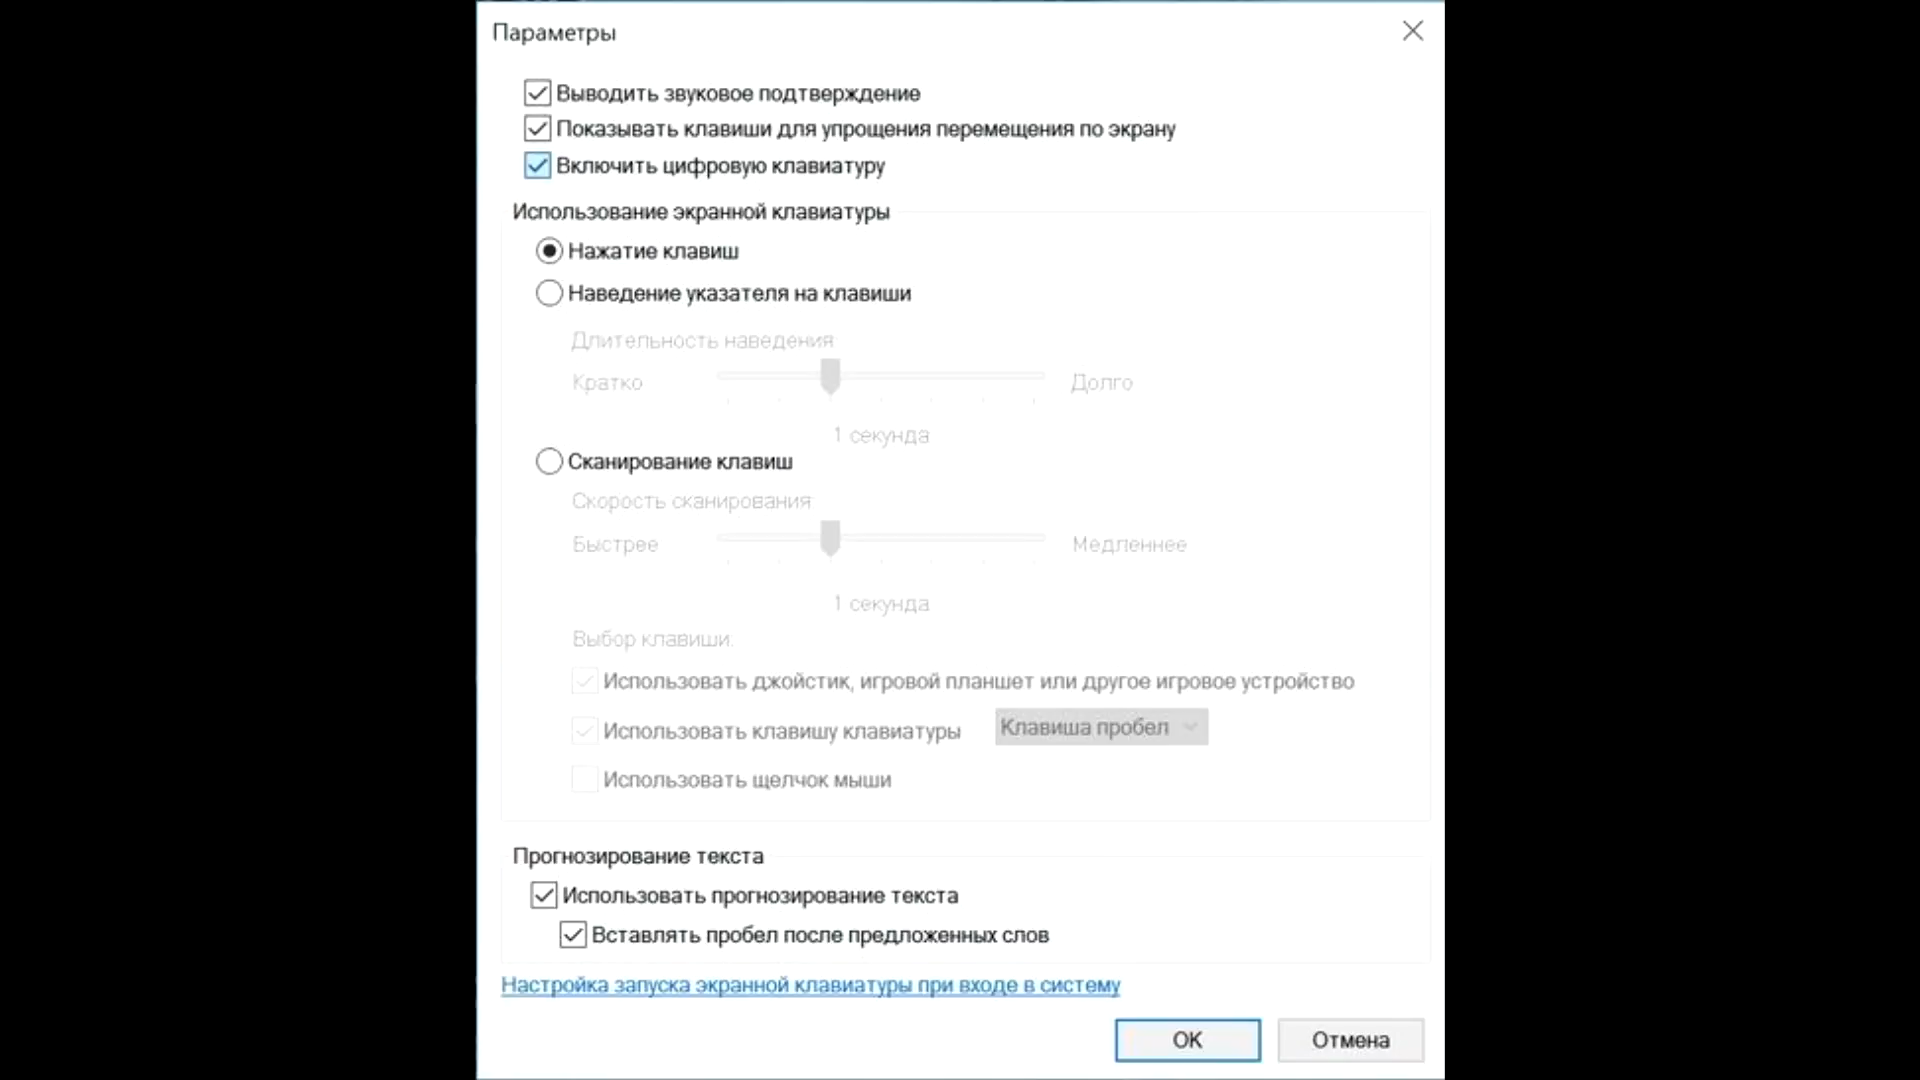 Параметры
Выводить звуковое подтверждение
Показывать клавиши для упрощения перемещения по экрану
Включить цифровую клавиатуру
Использование экранной клавиатуры
Нажатие клавиш
Наведение указателя на клавиши
Длительность наведения:
Кратко Долго
1 секунда
Сканирование клавиш
Скорость сканирования:
Быстрее Медленнее
1 секунда
Выбор клавиши:
Использовать джойстик, игровой планшет или другое игровое устройство
Использовать клавишу клавиатуры Клавиша пробел
Использовать щелчок мыши
Прогнозирование текста
Использовать прогнозирование текста
Вставлять пробел после предложенных слов
Настройка запуска экранной клавиатуры при входе в систему
OK Отмена